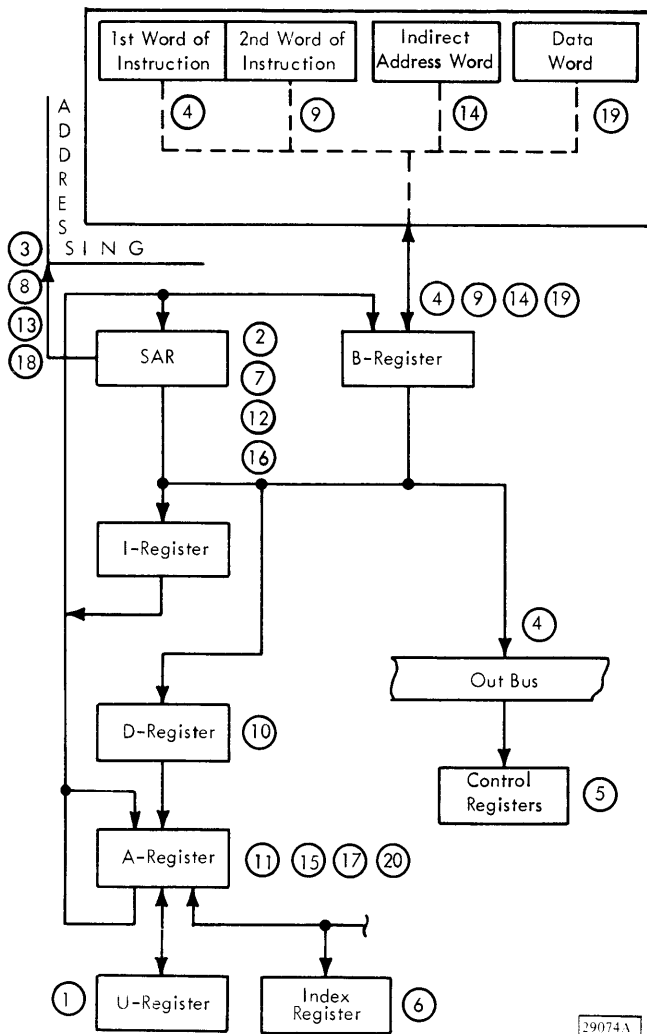 1st Word of
Instruction
2nd Word of
Instruction
Indirect
Address Word
Data
Word
4
9
14
19
ADDRES
SING
3
8
13
18
4 9 14 19
SAR
2
7
12
16
B-Register
I-Register
4
Out Bus
D-Register
10
Control
Registers
5
A-Register
11 15 17 20
1
U-Register
Index
Register
6
29074A